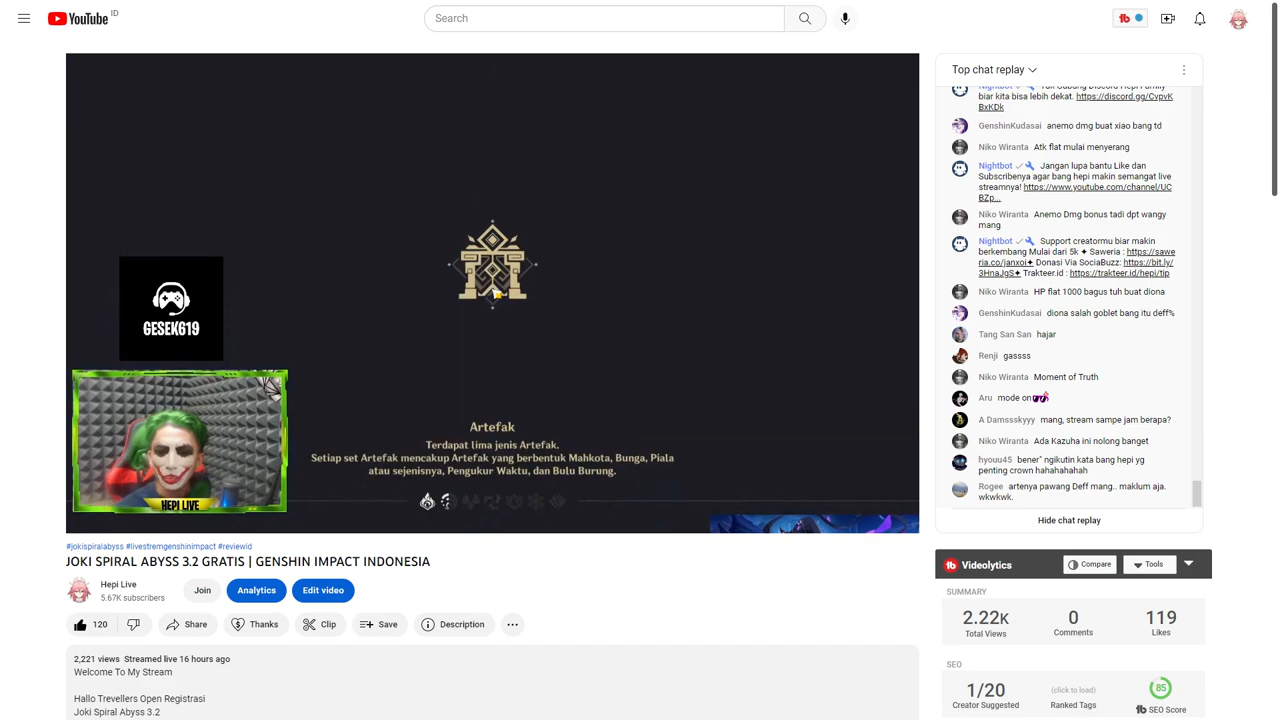 YouTube ID
Search
Top chat replay
Nightbot Yuk Gabung Discord Hepi Family
biar kita bisa lebih dekat. https://discord.gg/CvpvK
BxKDk
GenshinKudasai anemo dmg buat xiao bang td
Niko Wiranta Atk flat mulai menyerang
Nightbot Jangan lupa bantu Like dan
Subscribenya agar bang hepi makin semangat live
streamnya! https://www.youtube.com/channel/UC
BZp...
Niko Wiranta Anemo Dmg bonus tadi dpt wangy
mang
Nightbot Support creatormu biar makin
berkembang Mulai dari 5k ✦ Saweria : https://sawe
ria.co/janxoi✦ Donasi Via SociaBuzz: https://bit.ly/
3HnaJgS✦ Trakteer.id : https://trakteer.id/hepi/tip
Niko Wiranta HP flat 1000 bagus tuh buat diona
GenshinKudasai diona salah goblet bang itu deff%
Tang San San hajar
Renji gassss
Niko Wiranta Moment of Truth
Aru mode on
A Damssskyyy mang, stream sampe jam berapa?
Niko Wiranta Ada Kazuha ini nolong banget
hyouu45 bener" ngikutin kata bang hepi yg
penting crown hahahahahah
Rogee artenya pawang Deff mang.. maklum aja.
wkwkwk.
Hide chat replay
GESEK619
HEPI LIVE
Artefak
Terdapat lima jenis Artefak.
Setiap set Artefak mencakup Artefak yang berbentuk Mahkota, Bunga, Piala
atau sejenisnya, Pengukur Waktu, dan Bulu Burung.
#jokispiralabyss #livestremgenshinimpact #reviewid
JOKI SPIRAL ABYSS 3.2 GRATIS | GENSHIN IMPACT INDONESIA
Hepi Live
5.67K subscribers
Join
Analytics
Edit video
120
Share
Thanks
Clip
Save
Description
2,221 views Streamed live 16 hours ago
Welcome To My Stream
Hallo Trevellers Open Registrasi
Joki Spiral Abyss 3.2
tb Videolytics
Compare
Tools
SUMMARY
2.22K
Total Views
0
Comments
119
Likes
SEO
1/20
Creator Suggested
(click to load)
Ranked Tags
85
tb SEO Score